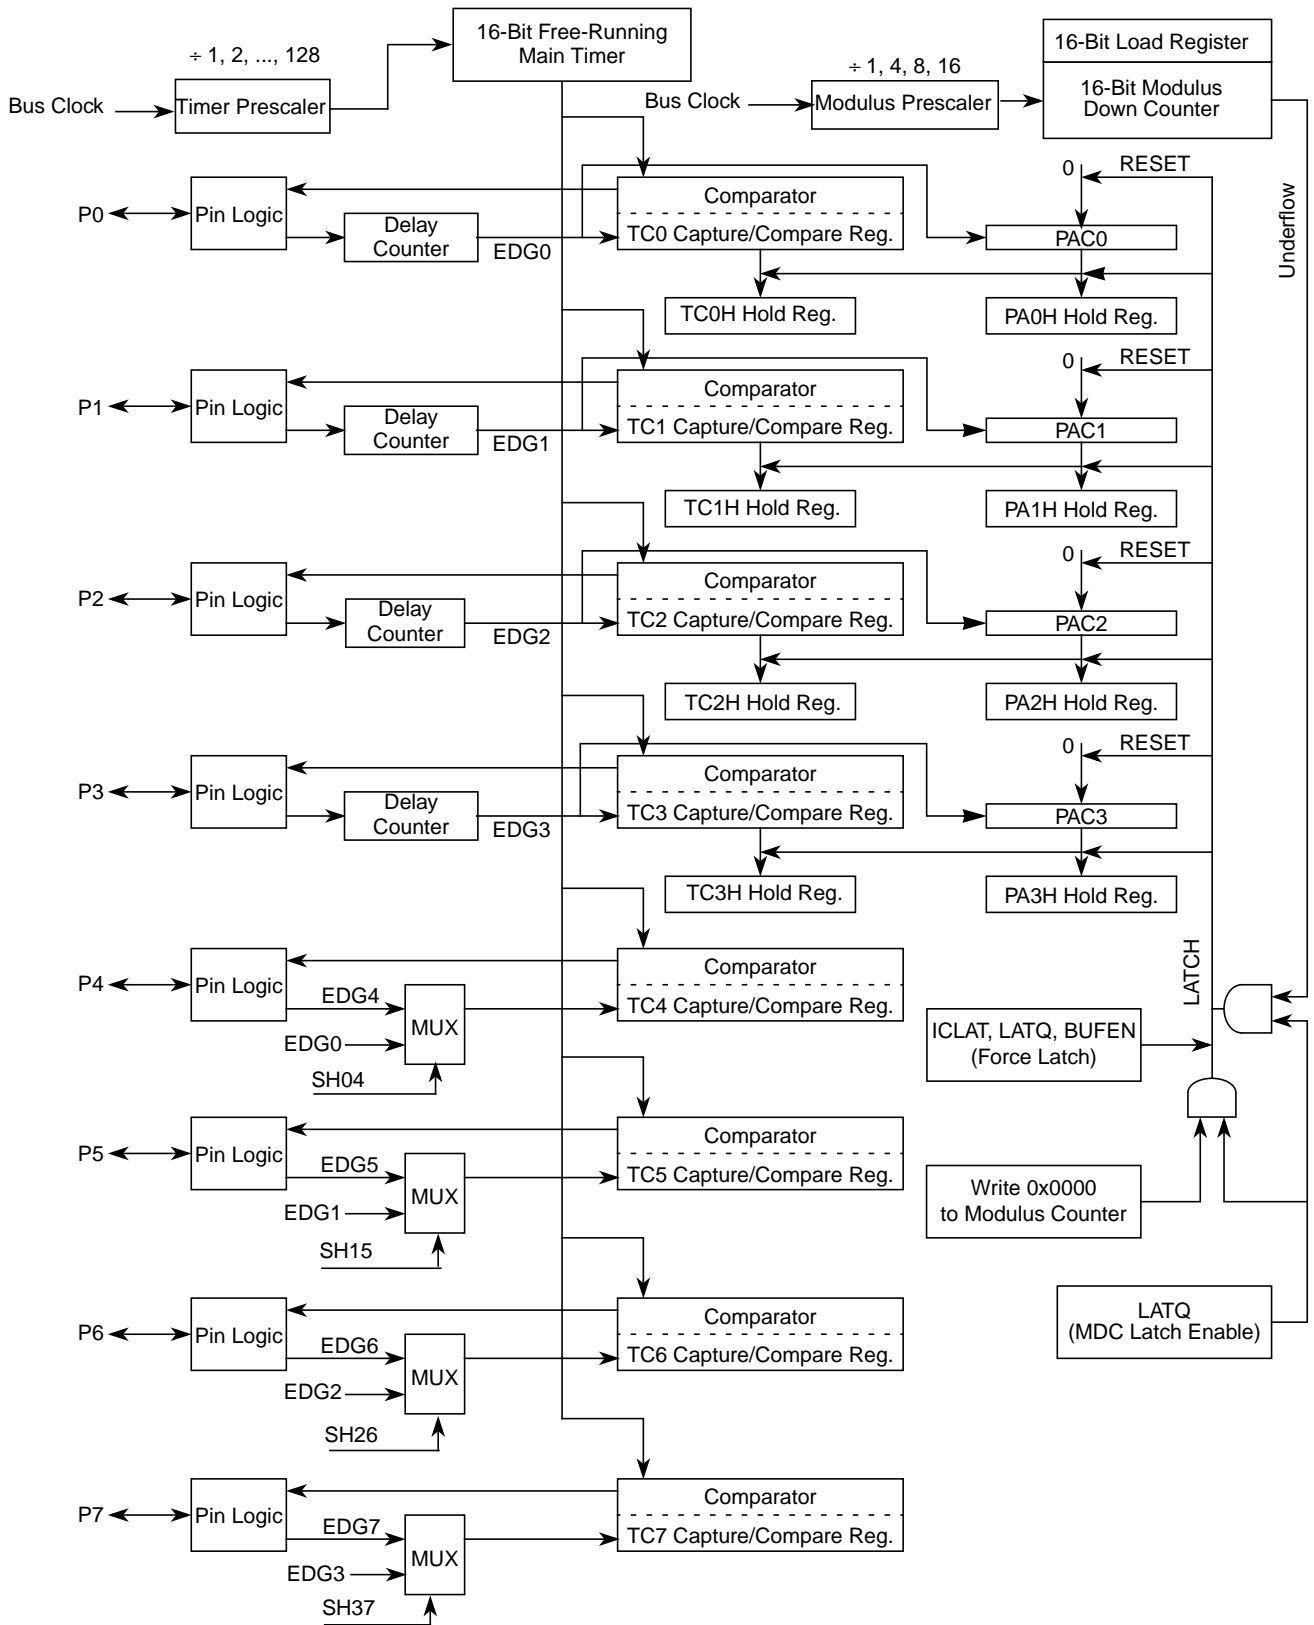 16-Bit Free-Running
Main Timer
÷ 1, 2, ..., 128
Bus Clock
Timer Prescaler
÷ 1, 4, 8, 16
Bus Clock
Modulus Prescaler
16-Bit Load Register
16-Bit Modulus
Down Counter
Underflow
P0
Pin Logic
Delay
Counter
EDG0
Comparator
TC0 Capture/Compare Reg.
TC0H Hold Reg.
0
RESET
PAC0
PA0H Hold Reg.
P1
Pin Logic
Delay
Counter
EDG1
Comparator
TC1 Capture/Compare Reg.
TC1H Hold Reg.
0
RESET
PAC1
PA1H Hold Reg.
P2
Pin Logic
Delay
Counter
EDG2
Comparator
TC2 Capture/Compare Reg.
TC2H Hold Reg.
0
RESET
PAC2
PA2H Hold Reg.
P3
Pin Logic
Delay
Counter
EDG3
Comparator
TC3 Capture/Compare Reg.
TC3H Hold Reg.
0
RESET
PAC3
PA3H Hold Reg.
LATCH
P4
Pin Logic
EDG4
EDG0
MUX
SH04
Comparator
TC4 Capture/Compare Reg.
ICLAT, LATQ, BUFEN
(Force Latch)
P5
Pin Logic
EDG5
EDG1
MUX
SH15
Comparator
TC5 Capture/Compare Reg.
Write 0x0000
to Modulus Counter
P6
Pin Logic
EDG6
EDG2
MUX
SH26
Comparator
TC6 Capture/Compare Reg.
LATQ
(MDC Latch Enable)
P7
Pin Logic
EDG7
EDG3
MUX
SH37
Comparator
TC7 Capture/Compare Reg.